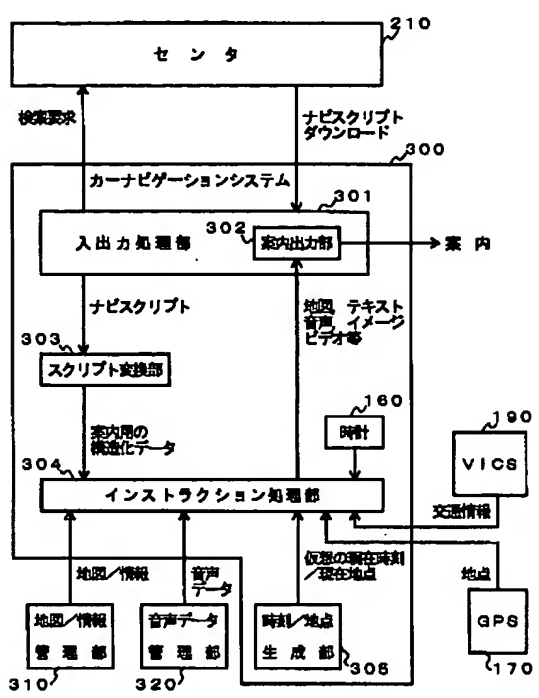 210
センタ
検索要求
ナビスクリプト
ダウンロード
300
カーナビゲーションシステム
301
入出力処理部
302
案内出力部
案内
ナビスクリプト
地図、テキスト
音声、イメージ
ビデオ等
303
スクリプト変換部
160
時計
190
VICS
案内用の
構造化データ
304
インストラクション処理部
交通情報
地図/情報
音声
データ
仮想の現在時刻
/現在地点
地点
地図/情報
管理部
310
音声データ
管理部
320
時刻/地点
生成部
305
GPS
170